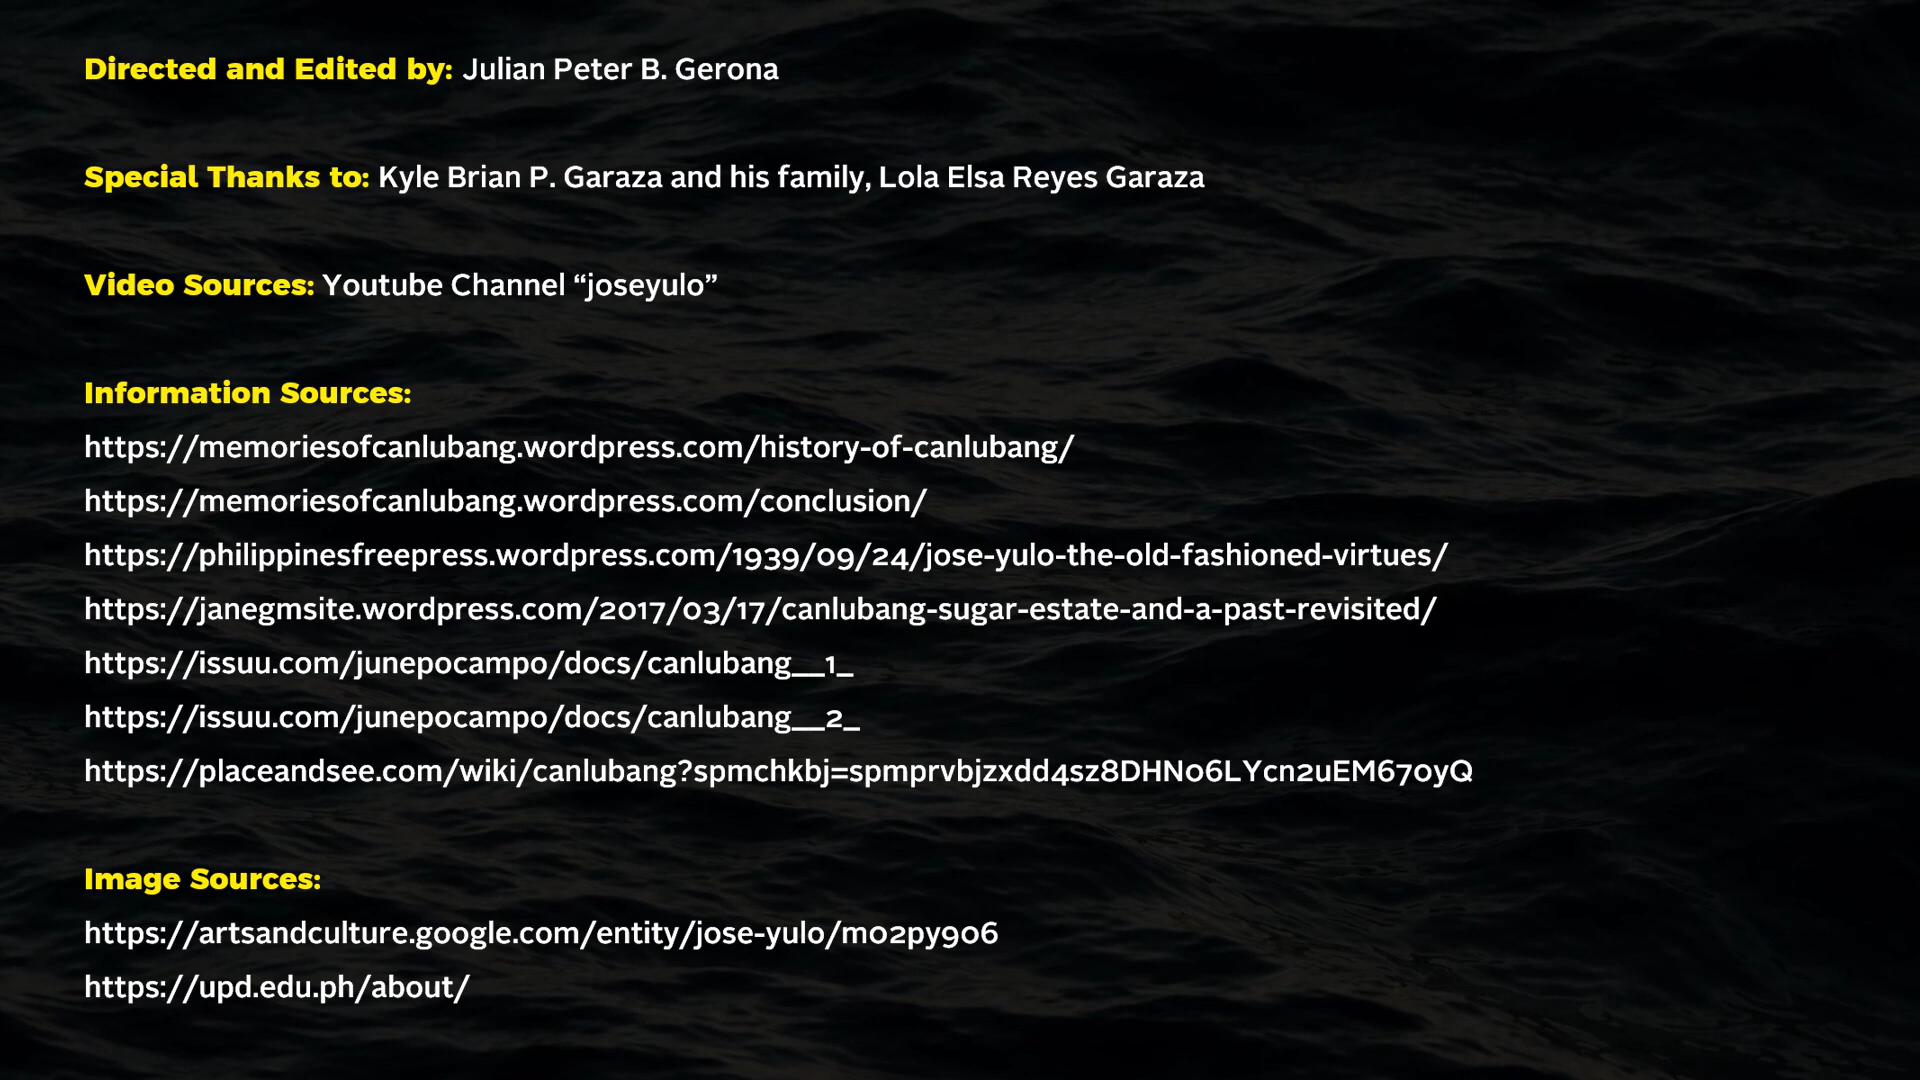 Directed and Edited by: Julian Peter B. Gerona
Special Thanks to: Kyle Brian P. Garaza and his family, Lola Elsa Reyes Garaza
Video Sources: Youtube Channel “joseyulo”
Information Sources:
https://memoriesofcanlubang.wordpress.com/history-of-canlubang/
https://memoriesofcanlubang.wordpress.com/conclusion/
https://philippinesfreepress.wordpress.com/1939/09/24/jose-yulo-the-old-fashioned-virtues/
https://janegmsite.wordpress.com/2017/03/17/canlubang-sugar-estate-and-a-past-revisited/
https://issuu.com/junepocampo/docs/canlubang__1_
https://issuu.com/junepocampo/docs/canlubang__2_
https://placeandsee.com/wiki/canlubang?spmchkbj=spmprvbjzxdd4sz8DHNo6LYcn2uEM670yQ
Image Sources:
https://artsandculture.google.com/entity/jose-yulo/m02py906
https://upd.edu.ph/about/